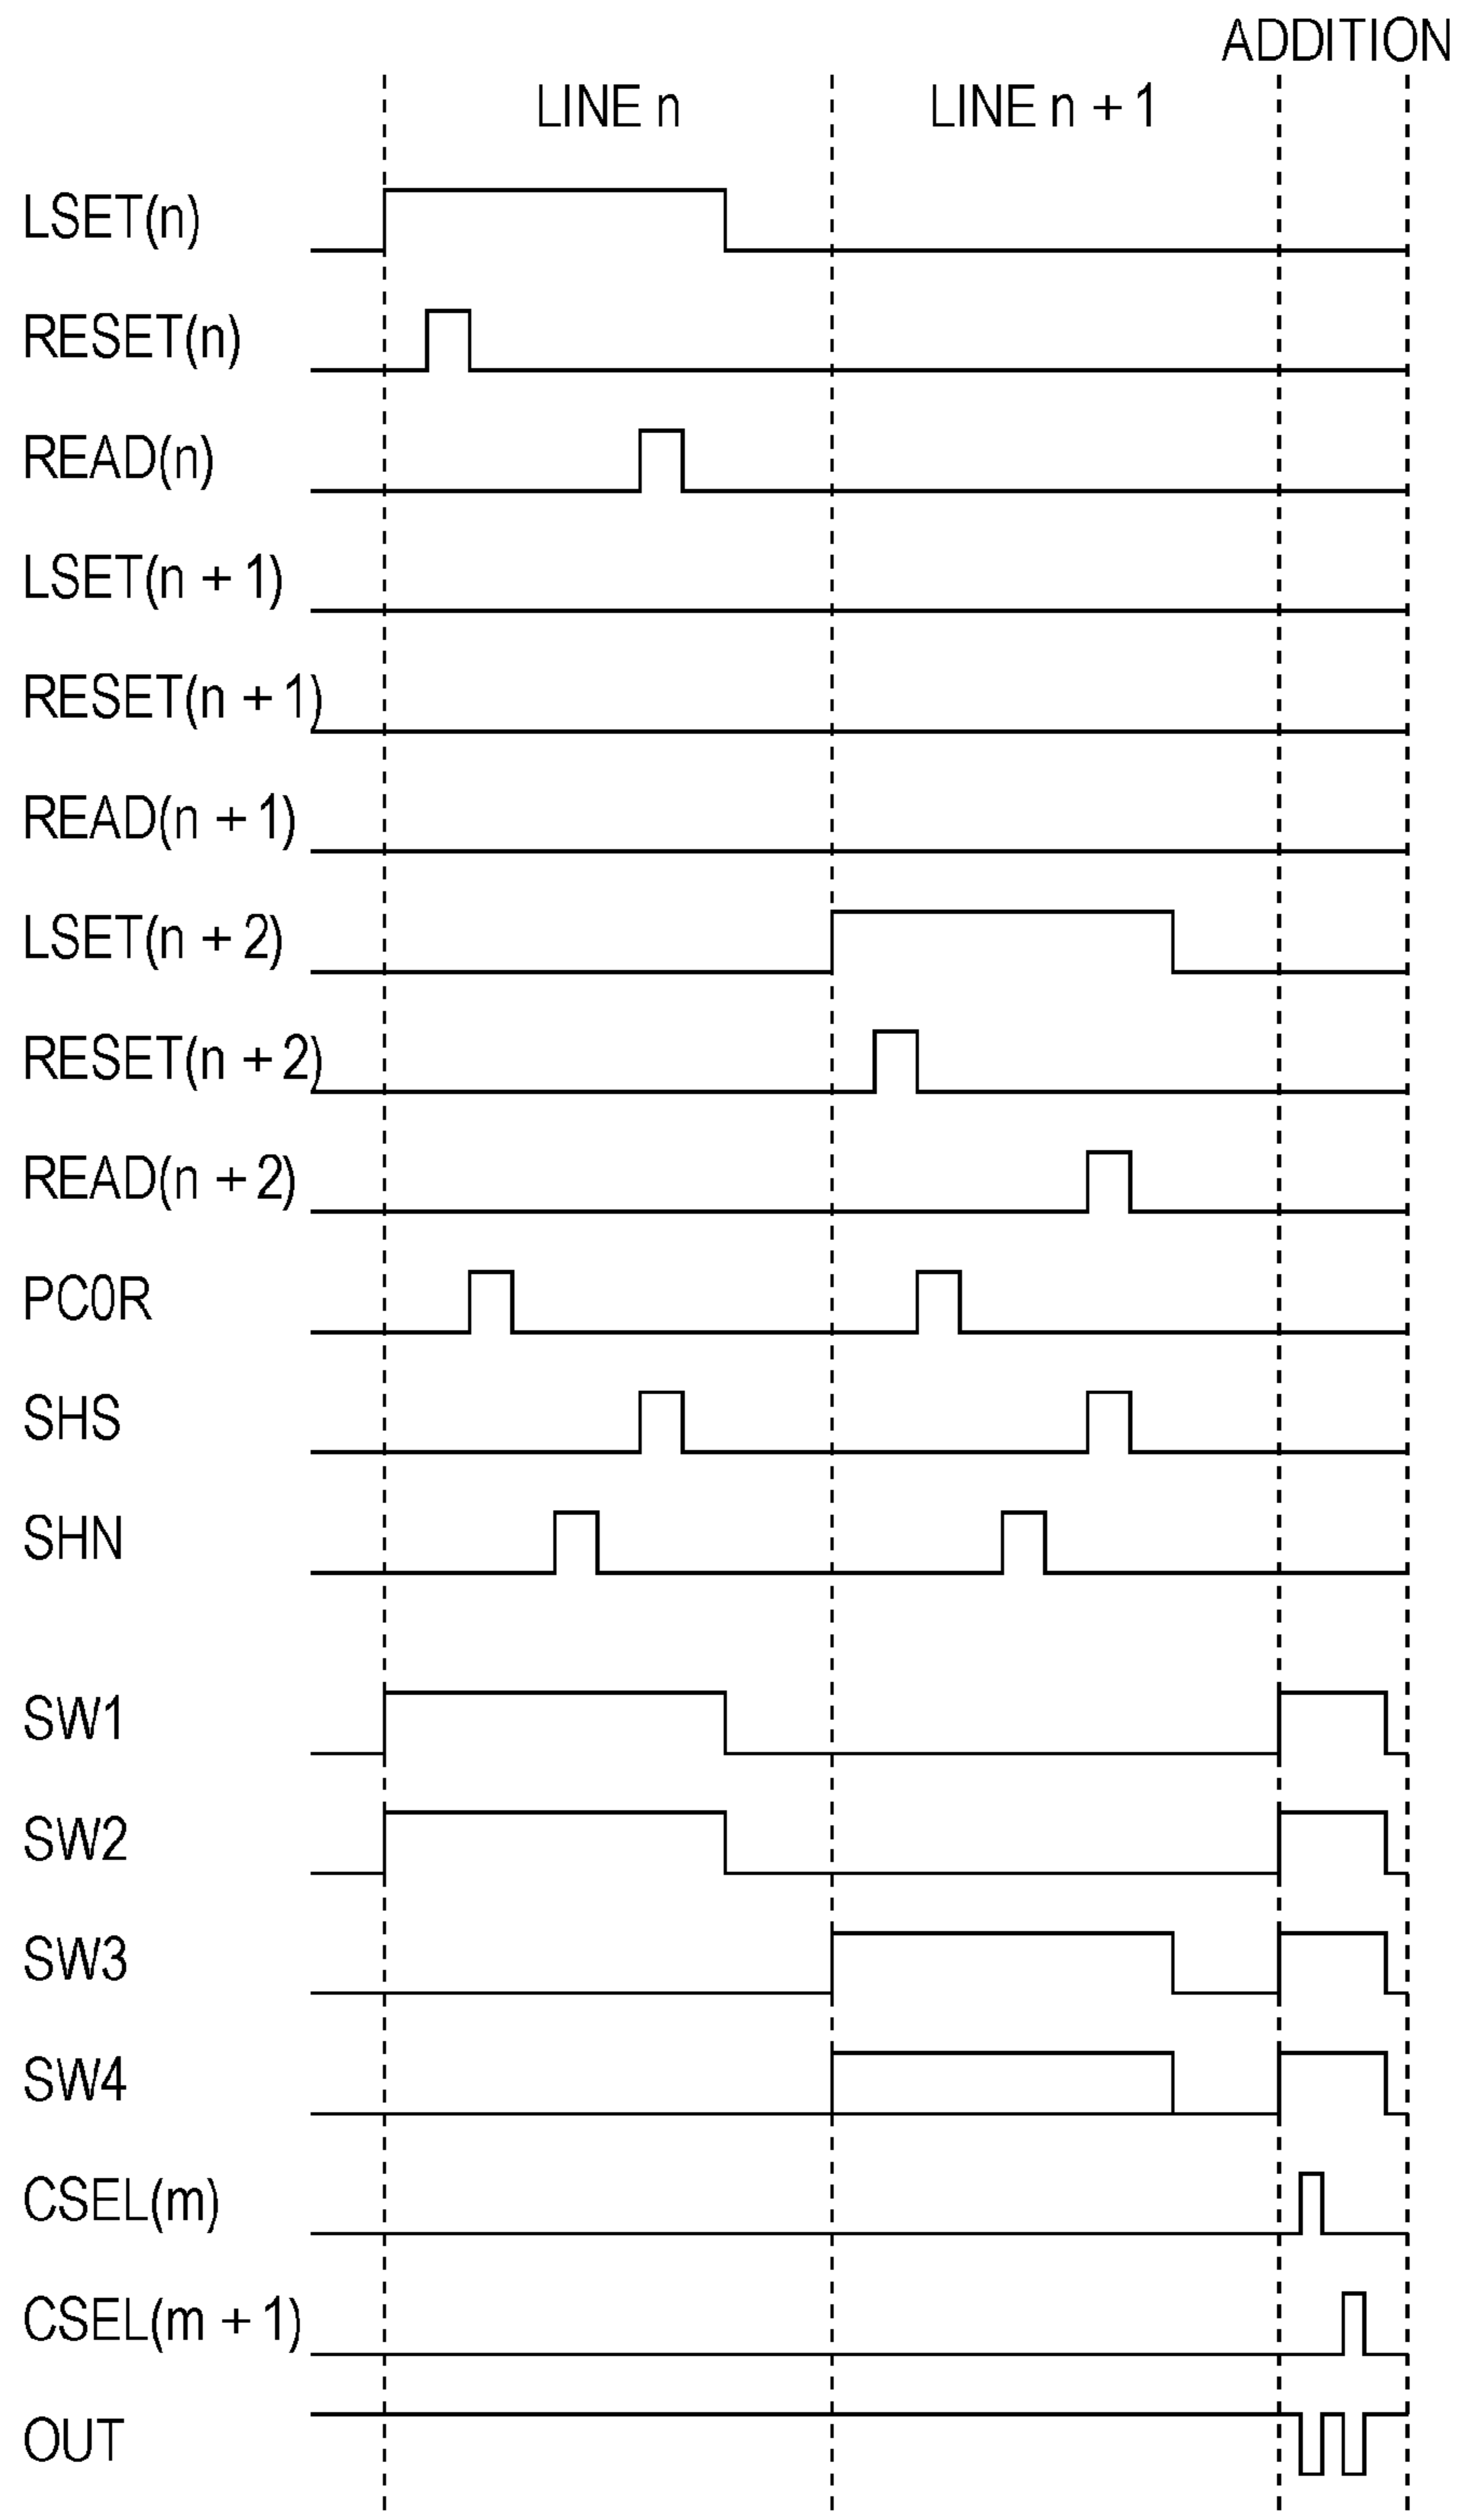 ADDITION
LINE n
LINE n + 1
LSET(n)
RESET(n)
READ(n)
LSET(n + 1)
RESET(n + 1)
READ(n + 1)
LSET(n + 2)
RESET(n + 2)
READ(n + 2)
PC0R
SHS
SHN
SW1
SW2
SW3
SW4
CSEL(m)
CSEL(m + 1)
OUT